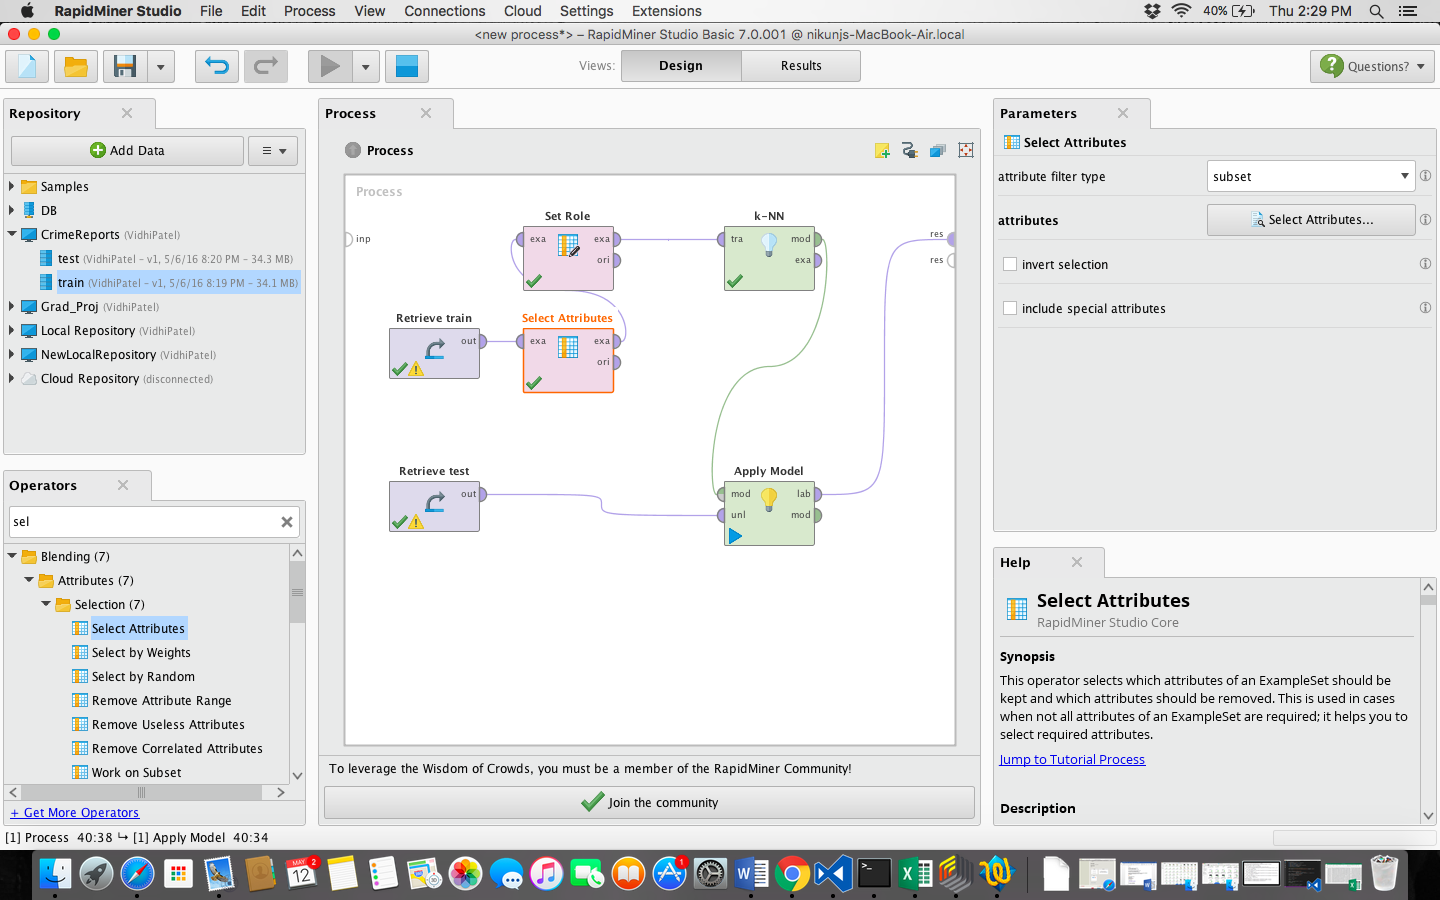 RapidMiner Studio File Edit Process View Connections Cloud Settings Extensions 40% Thu 2:29 PM
<new process*> – RapidMiner Studio Basic 7.0.001 @ nikunjs-MacBook-Air.local
Views: Design Results Questions?
Repository
Add Data
Samples
DB
CrimeReports (VidhiPatel)
test (VidhiPatel – v1, 5/6/16 8:20 PM – 34.3 MB)
train (VidhiPatel – v1, 5/6/16 8:19 PM – 34.1 MB)
Grad_Proj (VidhiPatel)
Local Repository (VidhiPatel)
NewLocalRepository (VidhiPatel)
Cloud Repository (disconnected)
Operators
sel
Blending (7)
Attributes (7)
Selection (7)
Select Attributes
Select by Weights
Select by Random
Remove Attribute Range
Remove Useless Attributes
Remove Correlated Attributes
Work on Subset
+ Get More Operators
Process
Process
Process
inp
Set Role
exa exa
ori
k-NN
tra mod
exa
res
res
Retrieve train
out
Select Attributes
exa exa
ori
Retrieve test
out
Apply Model
mod lab
unl mod
To leverage the Wisdom of Crowds, you must be a member of the RapidMiner Community!
Join the community
Parameters
Select Attributes
attribute filter type subset
attributes Select Attributes...
invert selection
include special attributes
Help
Select Attributes
RapidMiner Studio Core
Synopsis
This operator selects which attributes of an ExampleSet should be
kept and which attributes should be removed. This is used in cases
when not all attributes of an ExampleSet are required; it helps you to
select required attributes.
Jump to Tutorial Process
Description
[1] Process 40:38 ↪ [1] Apply Model 40:34
MAY 2
12
1